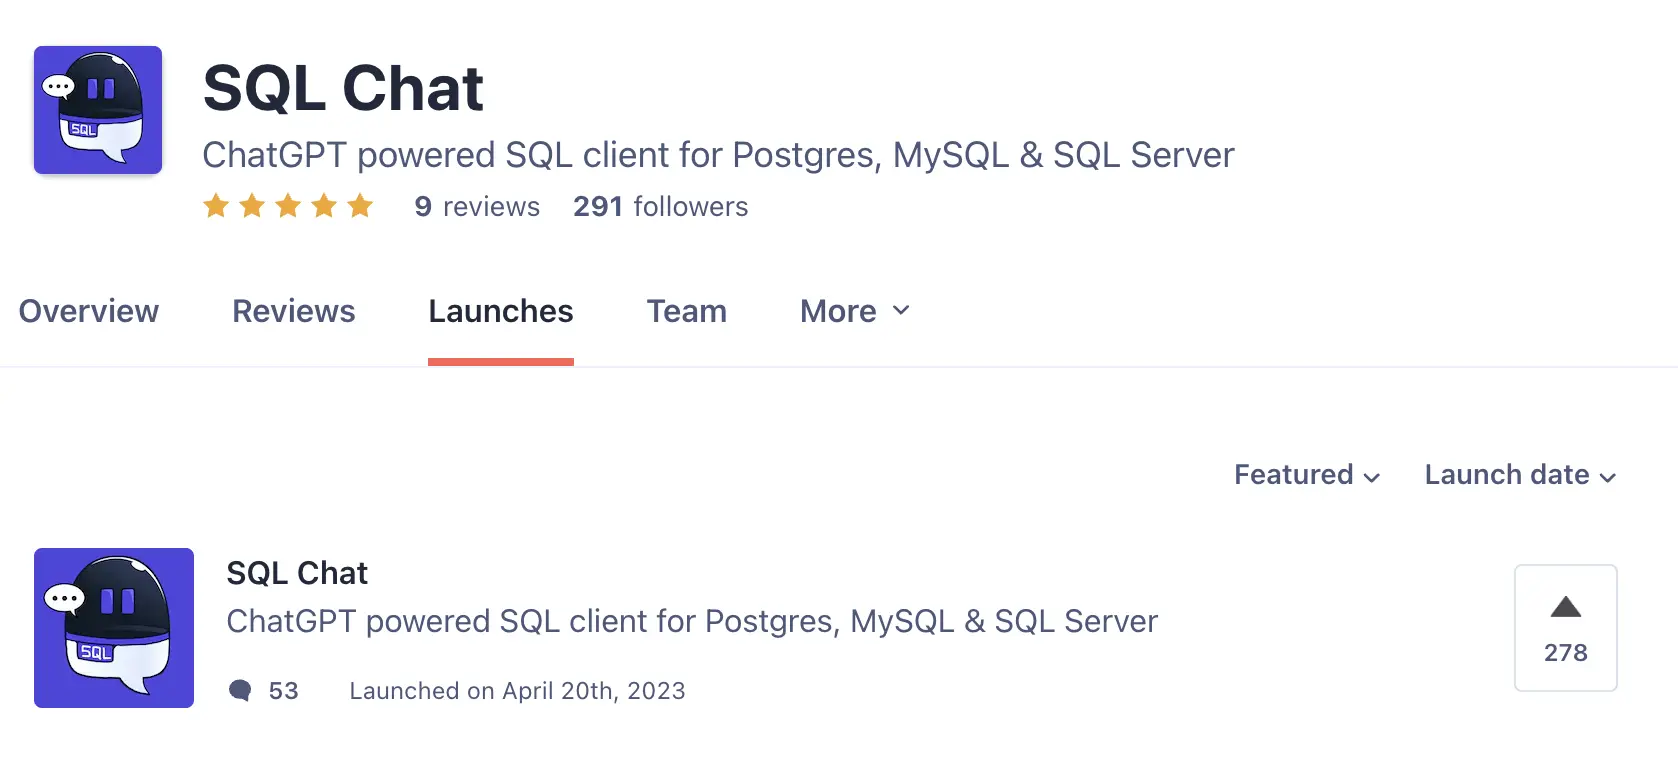 SQL
SQL Chat
ChatGPT powered SQL client for Postgres, MySQL & SQL Server
9 reviews 291 followers
Overview Reviews Launches Team More
Featured Launch date
SQL
SQL Chat
ChatGPT powered SQL client for Postgres, MySQL & SQL Server
53 Launched on April 20th, 2023
278